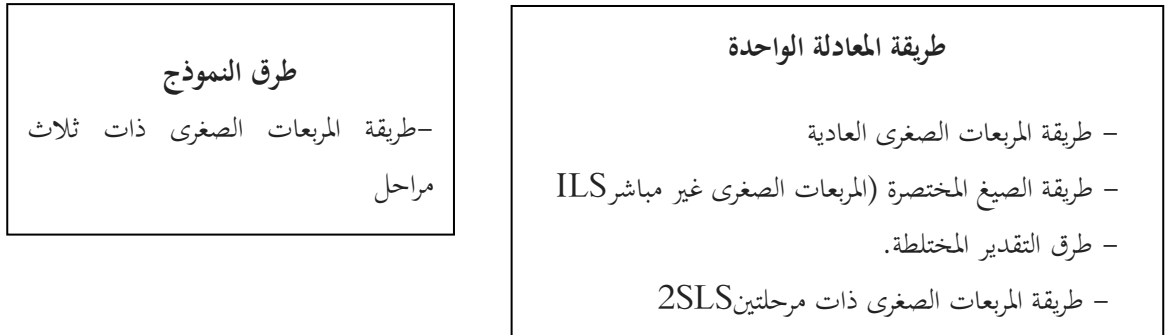 طريقة المعادلة الواحدة
– طريقة المربعات الصغرى العادية
– طريقة الصيغ المختصرة (المربعات الصغرى غير مباشرILS
– طرق التقدير المختلطة.
– طريقة المربعات الصغرى ذات مرحلتين2SLS
طرق النموذج
–طريقة المربعات الصغرى ذات ثلاث
مراحل